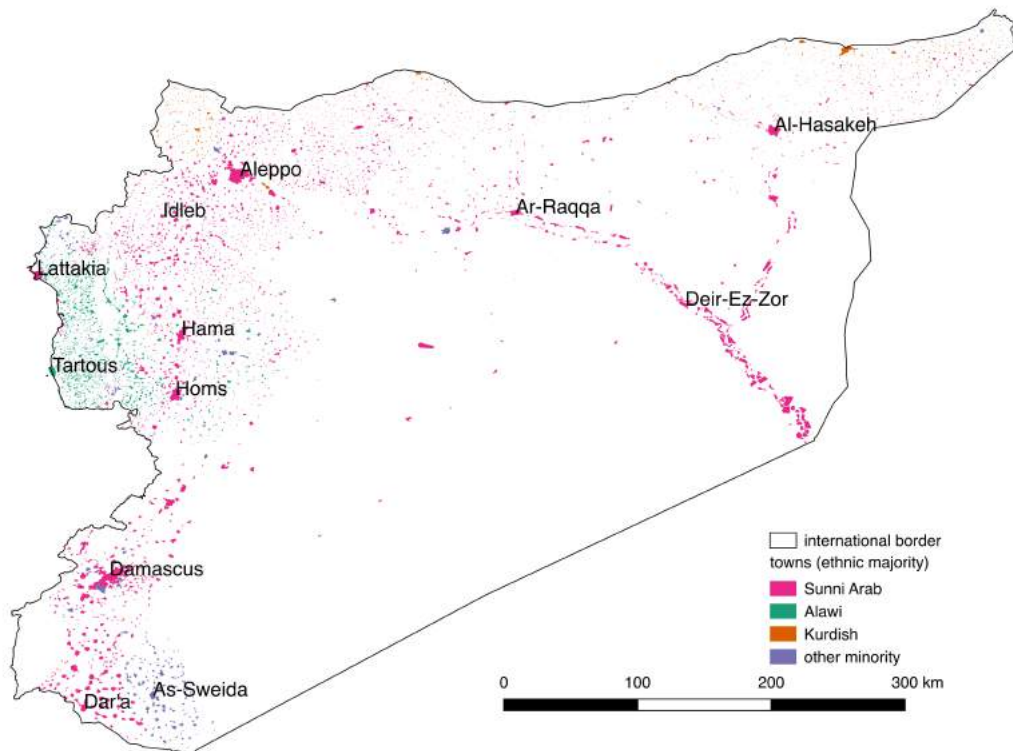 Al-Hasakeh
Aleppo
Idleb
Ar-Raqqa
Lattakia
Deir-Ez-Zor
Hama
Tartous
Homs
international border
towns (ethnic majority)
Damascus
Sunni Arab
Alawi
Kurdish
other minority
As-Sweida
Dar'a
0 100 200 300 km